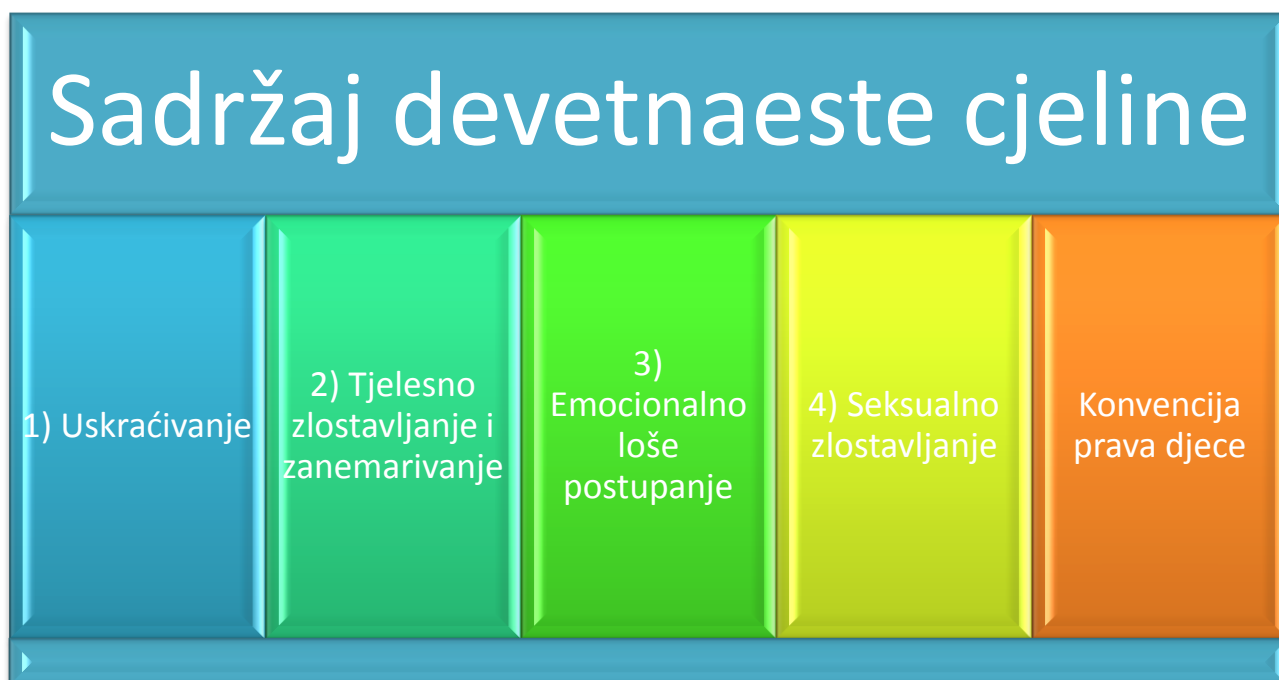 Sadržaj devetnaeste cjeline
1) Uskraćivanje
2) Tjelesno
zlostavljanje i
zanemarivanje
3)
Emocionalno
loše
postupanje
4) Seksualno
zlostavljanje
Konvencija
prava djece